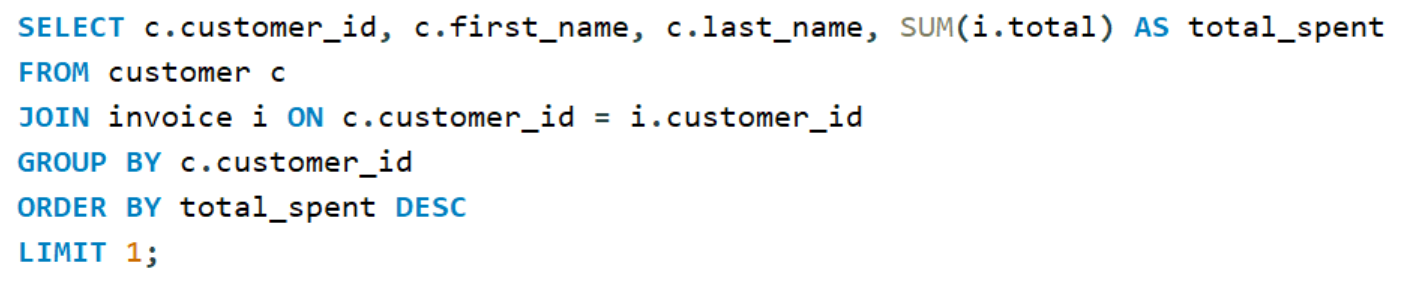 SELECT c.customer_id, c.first_name, c.last_name, SUM(i.total) AS total_spent
FROM customer c
JOIN invoice i ON c.customer_id = i.customer_id
GROUP BY c.customer_id
ORDER BY total_spent DESC
LIMIT 1;